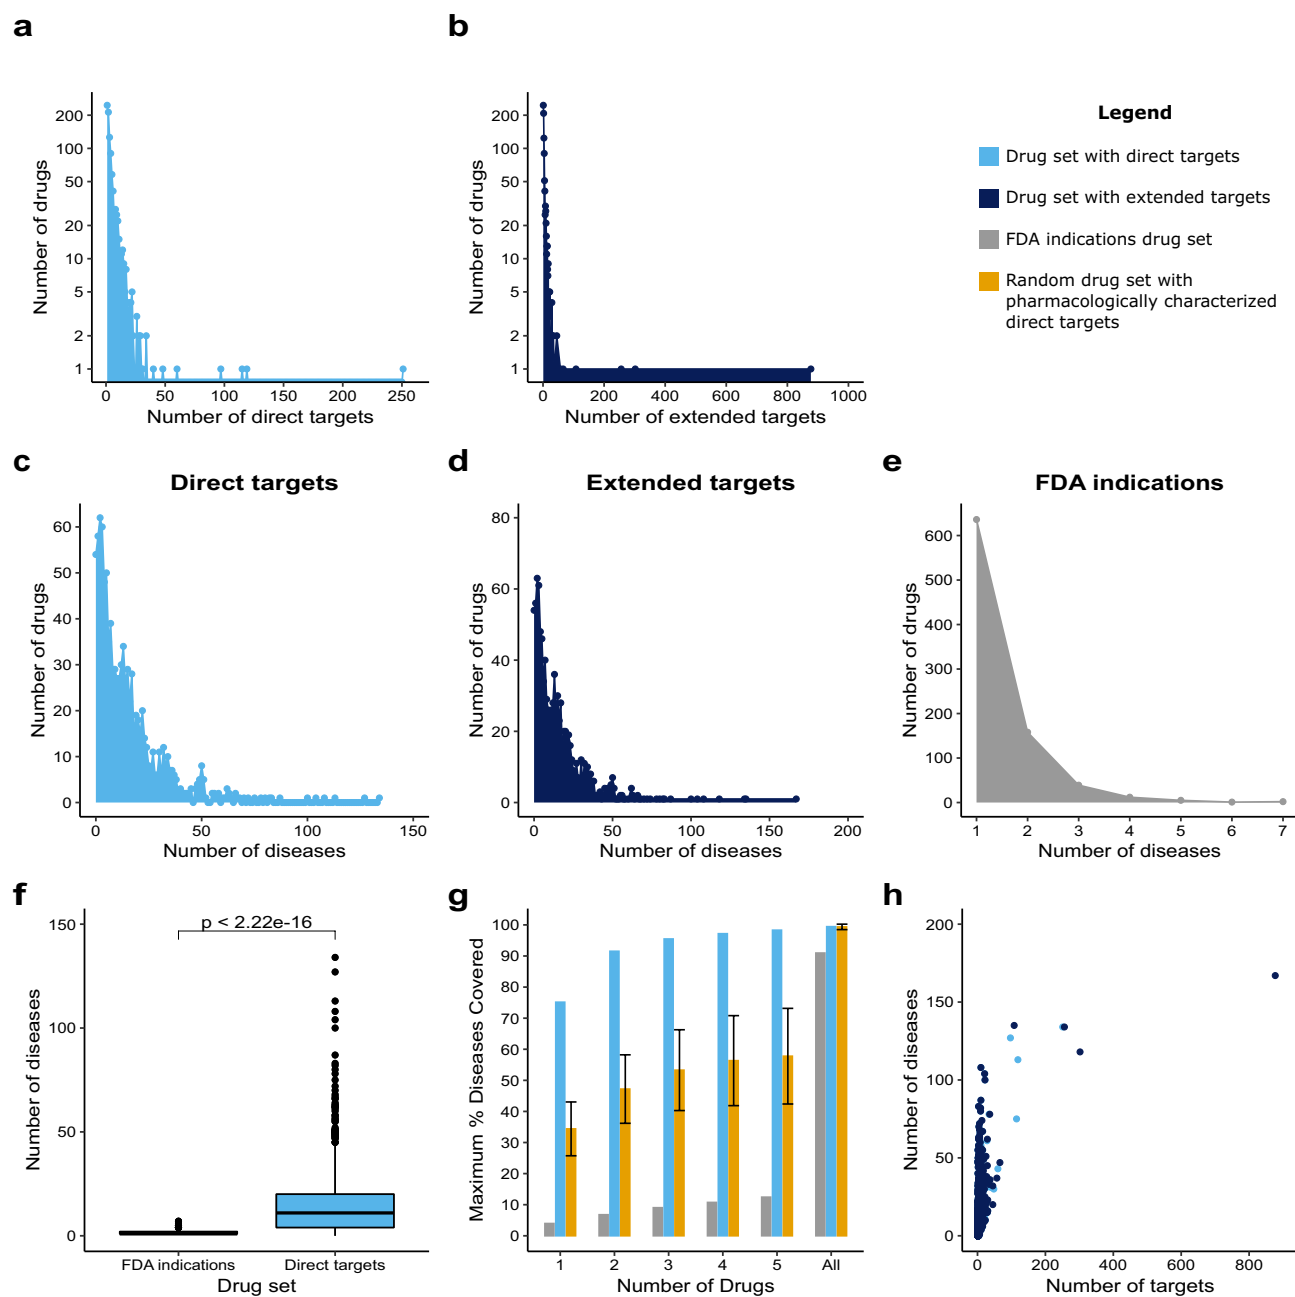 a
b
200
100
50
20
10
5
2
1
Number of drugs
0
50
100
150
200
250
Number of direct targets
200
100
50
20
10
5
2
1
Number of drugs
0
200
400
600
800
1000
Number of extended targets
Legend
Drug set with direct targets
Drug set with extended targets
FDA indications drug set
Random drug set with
pharmacologically characterized
direct targets
c
Direct targets
60
50
40
30
20
10
0
Number of drugs
0
50
100
150
Number of diseases
d
Extended targets
80
60
40
20
0
Number of drugs
0
50
100
150
200
Number of diseases
e
FDA indications
600
500
400
300
200
100
0
Number of drugs
1
2
3
4
5
6
7
Number of diseases
f
150
100
50
0
Number of diseases
p < 2.22e-16
FDA indications
Direct targets
Drug set
g
100
90
80
70
60
50
40
30
20
10
0
Maximum % Diseases Covered
1
2
3
4
5
All
Number of Drugs
h
200
150
100
50
0
Number of diseases
0
200
400
600
800
Number of targets